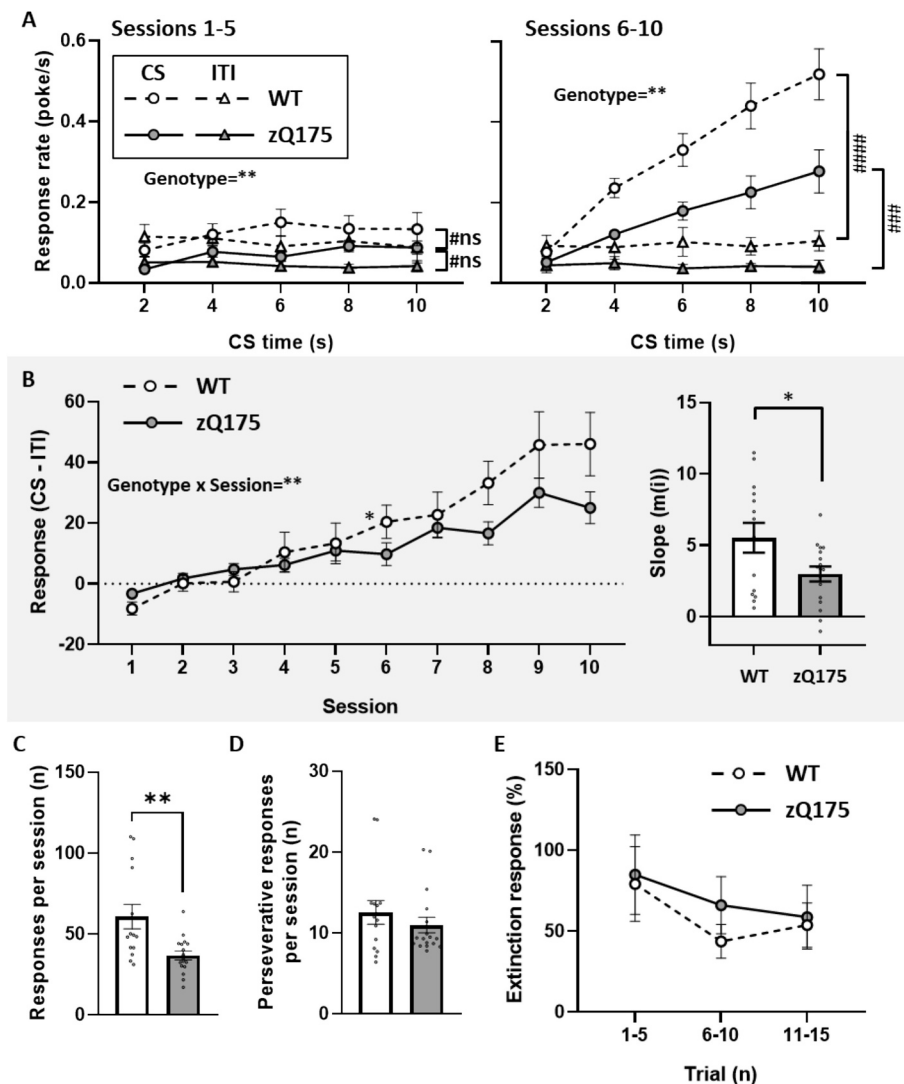 A
Sessions 1-5
Sessions 6-10
Response rate (poke/s)
0.6
0.4
0.2
0.0
CS ITI
WT
zQ175
Genotype=**
#ns
#ns
2 4 6 8 10
CS time (s)
Genotype=**
####
###
2 4 6 8 10
CS time (s)
B
WT
zQ175
Response (CS - ITI)
60
40
20
0
-20
Genotype x Session=**
*
1 2 3 4 5 6 7 8 9 10
Session
Slope (m(i))
15
10
5
0
*
WT zQ175
C
Responses per session (n)
150
100
50
0
**
D
Perseverative responses
per session (n)
30
20
10
0
E
WT
zQ175
Extinction response (%)
150
100
50
0
1-5 6-10 11-15
Trial (n)